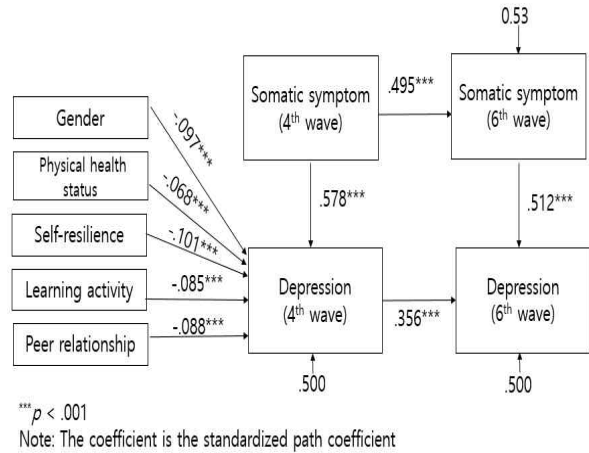 0.53
Somatic symptom
(4th wave)
.495***
Somatic symptom
(6th wave)
Gender
-.097***
Physical health
status
-.068***
.578***
.512***
Self-resilience
-.101***
Learning activity
-.085***
Depression
(4th wave)
.356***
Depression
(6th wave)
Peer relationship
-.088***
.500
.500
***p < .001
Note: The coefficient is the standardized path coefficient